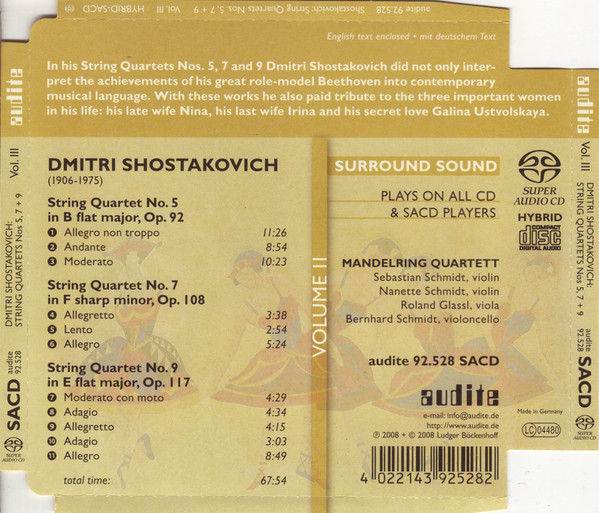 English text enclosed • mit deutschem Text
In his String Quartets Nos. 5, 7 and 9 Dmitri Shostakovich did not only inter-
pret the achievements of his great role-model Beethoven into contemporary
musical language. With these works he also paid tribute to the three important women
in his life: his late wife Nina, his last wife Irina and his secret love Galina Ustvolskaya.
DMITRI SHOSTAKOVICH
(1906-1975)
String Quartet No. 5
in B flat major, Op. 92
1 Allegro non troppo 11:26
2 Andante 8:54
3 Moderato 10:23
String Quartet No. 7
in F sharp minor, Op. 108
4 Allegretto 3:38
5 Lento 2:54
6 Allegro 5:24
String Quartet No. 9
in E flat major, Op. 117
7 Moderato con moto 4:29
8 Adagio 4:34
9 Allegretto 4:15
10 Adagio 3:03
11 Allegro 8:49
total time: 67:54
VOLUME II
SURROUND SOUND
PLAYS ON ALL CD
& SACD PLAYERS
MANDELRING QUARTETT
Sebastian Schmidt, violin
Nanette Schmidt, violin
Roland Glassl, viola
Bernhard Schmidt, violoncello
audite 92.528 SACD
audite
e-mail: info@audite.de
http://www.audite.de
℗ 2008 + © 2008 Ludger Böckenhoff
4 022143 925282
SUPER
AUDIO CD
HYBRID
COMPACT
disc
DIGITAL AUDIO
Made in Germany
LC 04480
audite
Vol. III
DMITRI SHOSTAKOVICH:
STRING QUARTETS Nos 5, 7 + 9
audite
92.528
SACD
SUPER
AUDIO CD
audite
Vol. III
DMITRI SHOSTAKOVICH:
STRING QUARTETS Nos 5, 7 + 9
audite
92.528
SACD
SUPER
AUDIO CD
audite
92.528
Shostakovich: String Quartets Nos. 5, 7 + 9
Vol. III
HYBRID-SACD